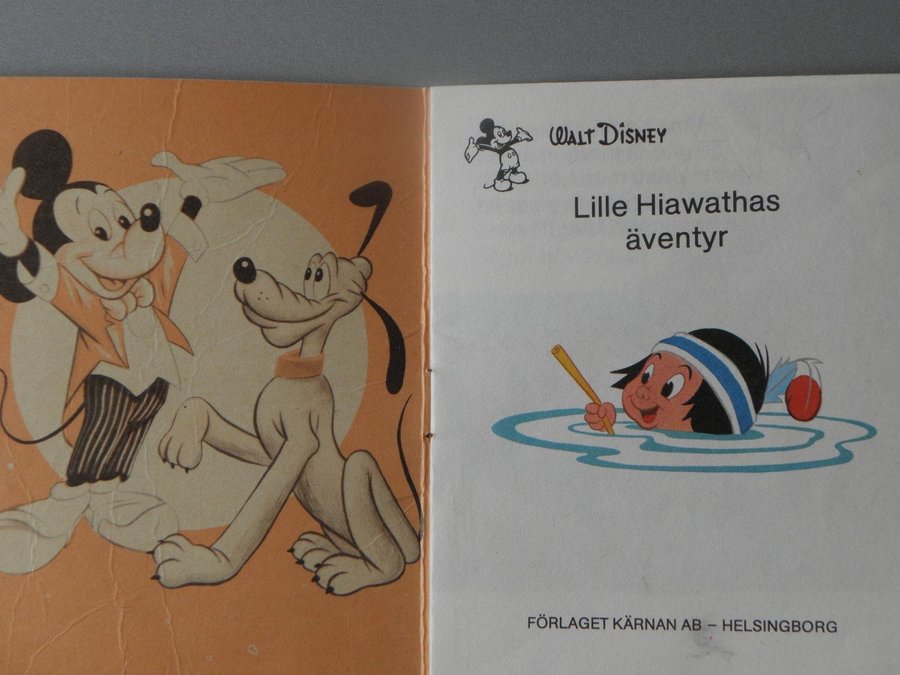 WALT DISNEY
Lille Hiawathas
äventyr
FÖRLAGET KÄRNAN AB – HELSINGBORG